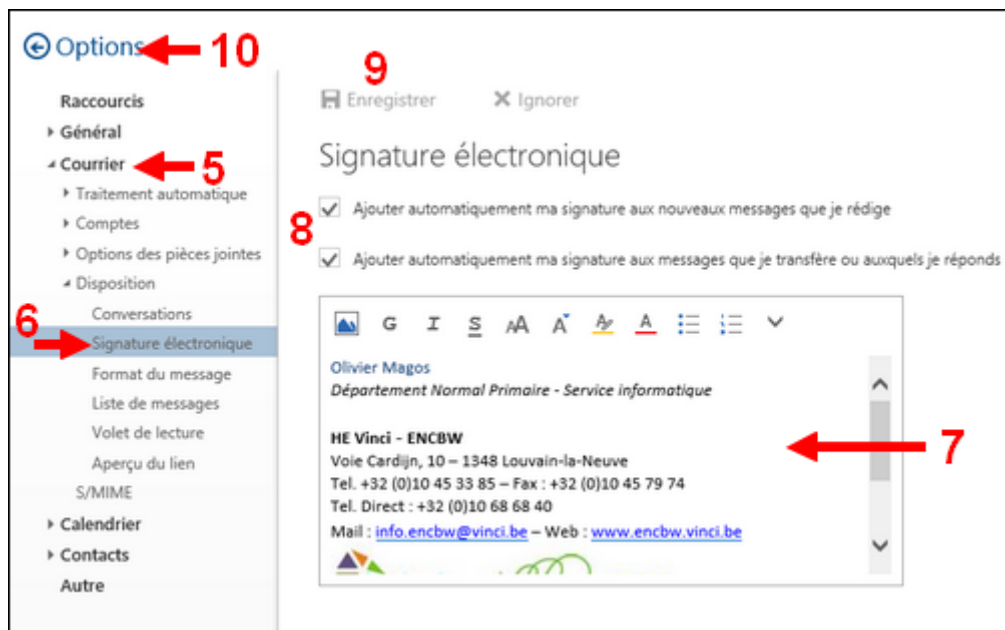 Options 10
Raccourcis
Général
Courrier 5
Traitement automatique
Comptes
Options des pièces jointes
Disposition
Conversations
6 Signature électronique
Format du message
Liste de messages
Volet de lecture
Aperçu du lien
S/MIME
Calendrier
Contacts
Autre
9
Enregistrer Ignorer
Signature électronique
Ajouter automatiquement ma signature aux nouveaux messages que je rédige
8
Ajouter automatiquement ma signature aux messages que je transfère ou auxquels je réponds
G I S AA A A A
Olivier Magos
Département Normal Primaire - Service informatique
HE Vinci - ENCBW
7
Voie Cardijn, 10 – 1348 Louvain-la-Neuve
Tel. +32 (0)10 45 33 85 – Fax : +32 (0)10 45 79 74
Tel. Direct : +32 (0)10 68 68 40
Mail : info.encbw@vinci.be – Web : www.encbw.vinci.be